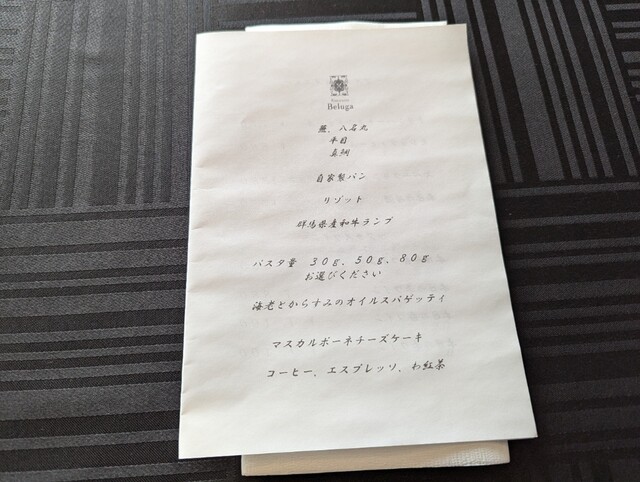 Beluga
蕪、八名丸
平目
真鯛
自家製パン
リゾット
群馬県産和牛ランプ
パスタ量 30g、50g、80g
お選びください
海老とからすみのオイルスパゲッティ
マスカルポーネチーズケーキ
コーヒー、エスプレッソ、わ紅茶